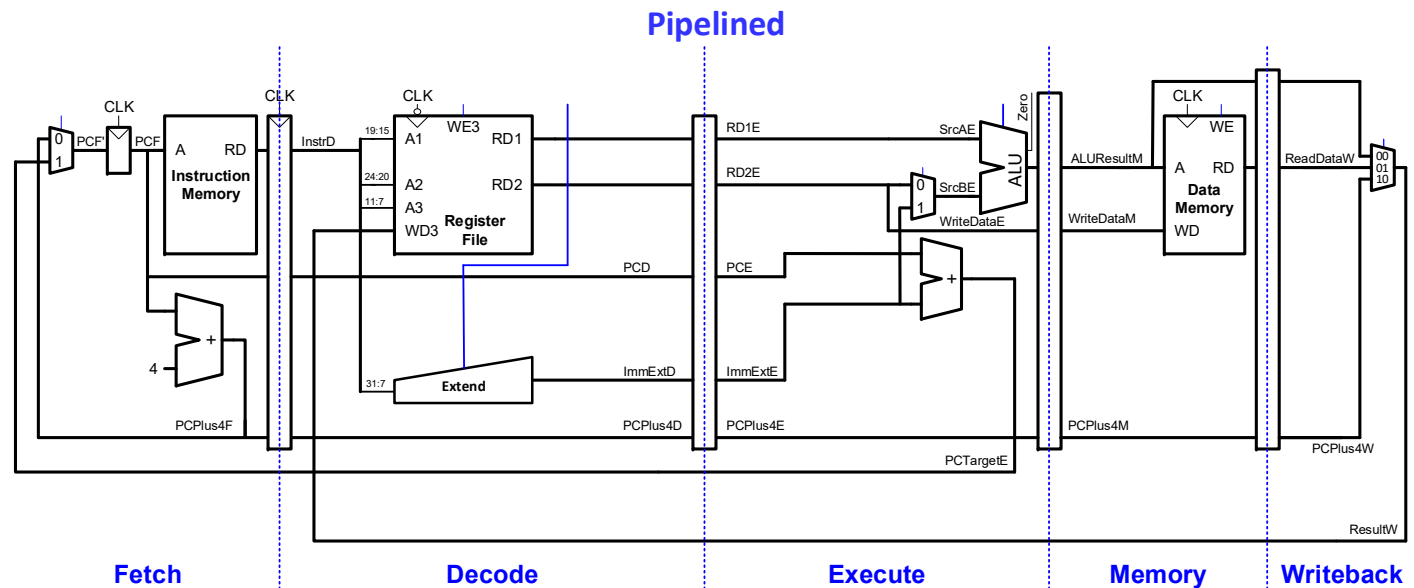 Pipelined
CLK
CLK
CLK
CLK
Zero
0
1
PCF'
PCF
A
RD
Instruction
Memory
InstrD
19:15
A1
WE3
RD1
24:20
A2
RD2
11:7
A3
WD3
Register
File
RD1E
SrcAE
RD2E
0
1
SrcBE
ALU
WriteDataE
ALUResultM
WriteDataM
WE
A
RD
Data
Memory
WD
ReadDataW
00
01
10
PCD
PCE
+
4
+
31:7
Extend
ImmExtD
ImmExtE
PCPlus4F
PCPlus4D
PCPlus4E
PCPlus4M
PCPlus4W
PCTargetE
ResultW
Fetch
Decode
Execute
Memory
Writeback